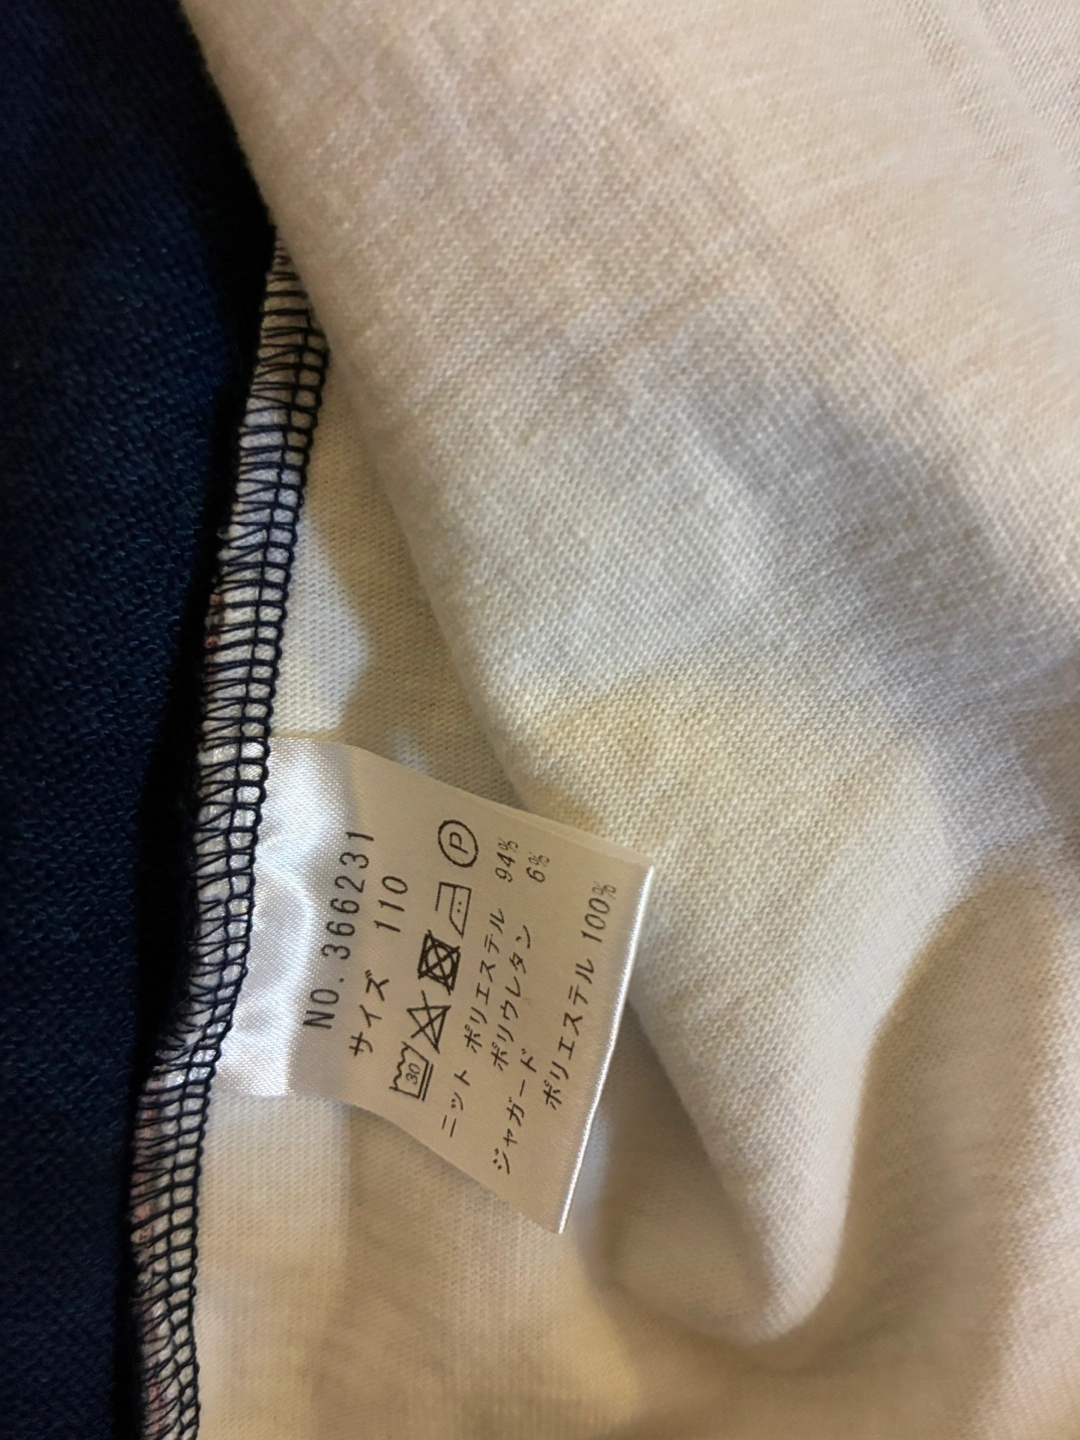 NO.366231
サイズ 110
30 P
ニット ポリエステル 94%
ポリウレタン 6%
ジャガード
ポリエステル 100%